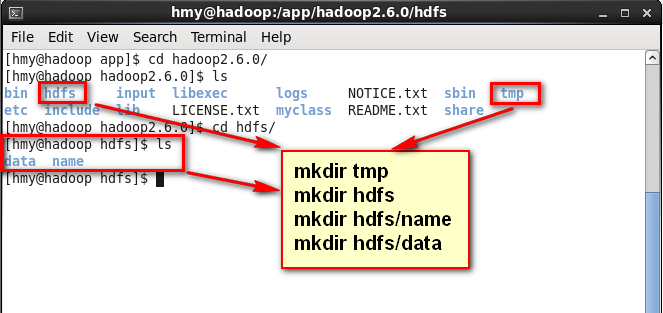 hmy@hadoop:/app/hadoop2.6.0/hdfs
File Edit View Search Terminal Help
[hmy@hadoop app]$ cd hadoop2.6.0/
[hmy@hadoop hadoop2.6.0]$ ls
bin hdfs input libexec logs NOTICE.txt sbin tmp
etc include lib LICENSE.txt myclass README.txt share
[hmy@hadoop hadoop2.6.0]$ cd hdfs/
[hmy@hadoop hdfs]$ ls
data name
[hmy@hadoop hdfs]$
mkdir tmp
mkdir hdfs
mkdir hdfs/name
mkdir hdfs/data